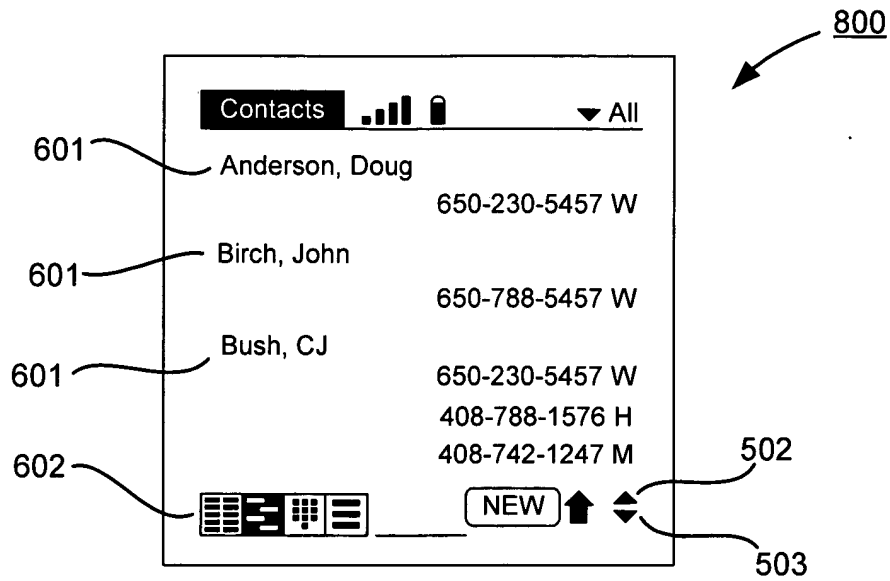 800
Contacts All
601
Anderson, Doug
650-230-5457 W
601
Birch, John
650-788-5457 W
601
Bush, CJ
650-230-5457 W
408-788-1576 H
408-742-1247 M
602
502
NEW
503